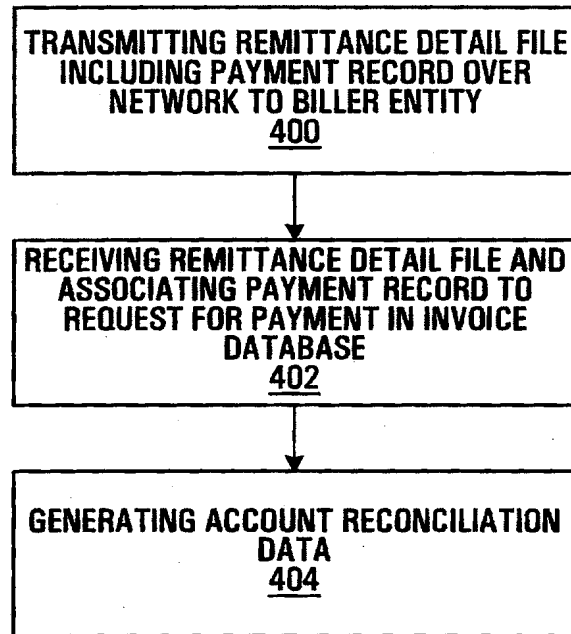 TRANSMITTING REMITTANCE DETAIL FILE
INCLUDING PAYMENT RECORD OVER
NETWORK TO BILLER ENTITY
400
RECEIVING REMITTANCE DETAIL FILE AND
ASSOCIATING PAYMENT RECORD TO
REQUEST FOR PAYMENT IN INVOICE
DATABASE
402
GENERATING ACCOUNT RECONCILIATION
DATA
404